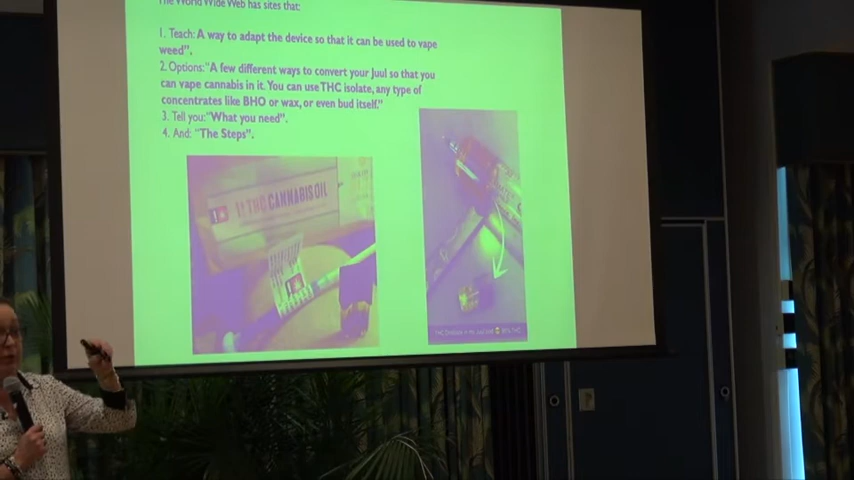 The World Wide Web has sites that:
1. Teach: A way to adapt the device so that it can be used to vape
weed".
2. Options: "A few different ways to convert your Juul so that you
can vape cannabis in it. You can use THC isolate, any type of
concentrates like BHO or wax, or even bud itself."
3. Tell you: "What you need".
4. And: "The Steps".
THC CANNABIS OIL